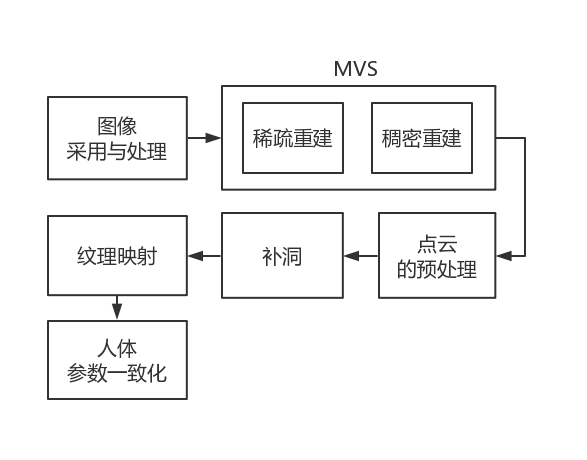 MVS
图像
采用与处理
稀疏重建
稠密重建
点云
的预处理
补洞
纹理映射
人体
参数一致化